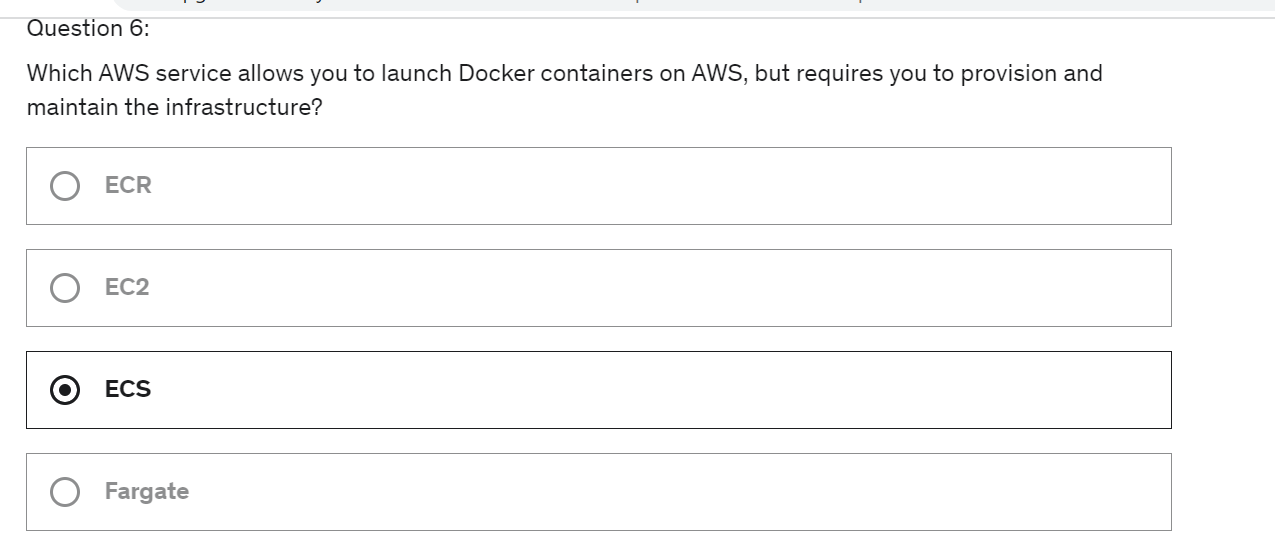 Question 6:
Which AWS service allows you to launch Docker containers on AWS, but requires you to provision and
maintain the infrastructure?
ECR
EC2
ECS
Fargate